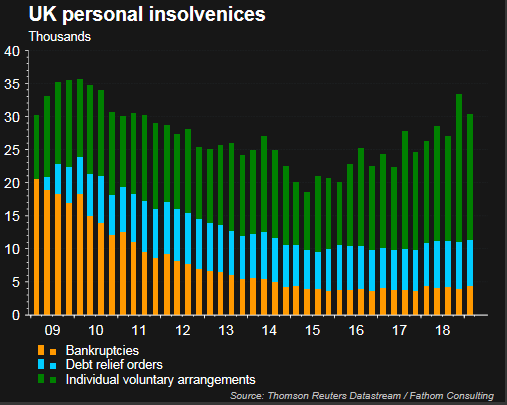 UK personal insolvenices
Thousands
40
35
30
25
20
15
10
5
0
09 10 11 12 13 14 15 16 17 18
Bankruptcies
Debt relief orders
Individual voluntary arrangements
Source: Thomson Reuters Datastream / Fathom Consulting